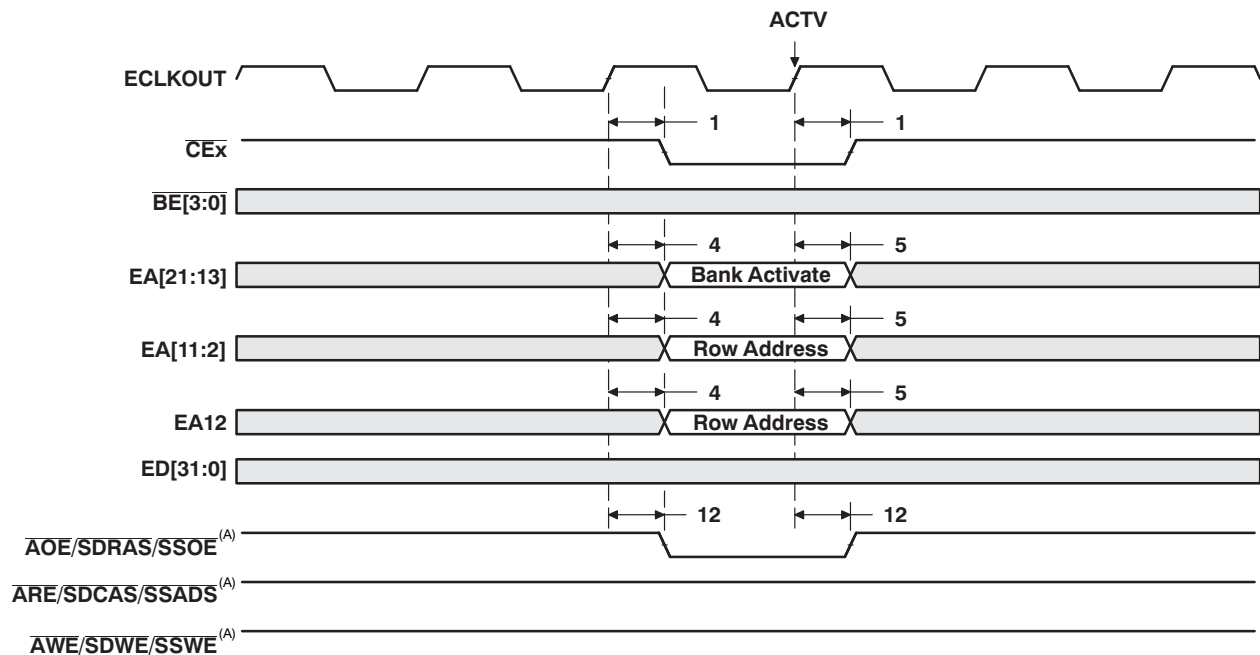 ACTV
ECLKOUT
1 1
CEx
BE[3:0]
4 5
EA[21:13] Bank Activate
4 5
EA[11:2] Row Address
4 5
EA12 Row Address
ED[31:0]
12 12
AOE/SDRAS/SSOE(A)
ARE/SDCAS/SSADS(A)
AWE/SDWE/SSWE(A)